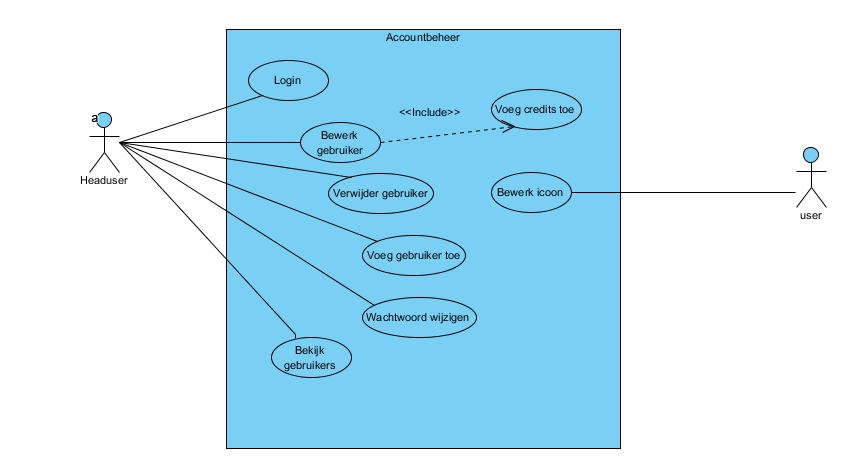 Accountbeheer
Login
<<Include>>
Voeg credits toe
a
Headuser
Bewerk
gebruiker
Verwijder gebruiker
Bewerk icoon
user
Voeg gebruiker toe
Wachtwoord wijzigen
Bekijk
gebruikers